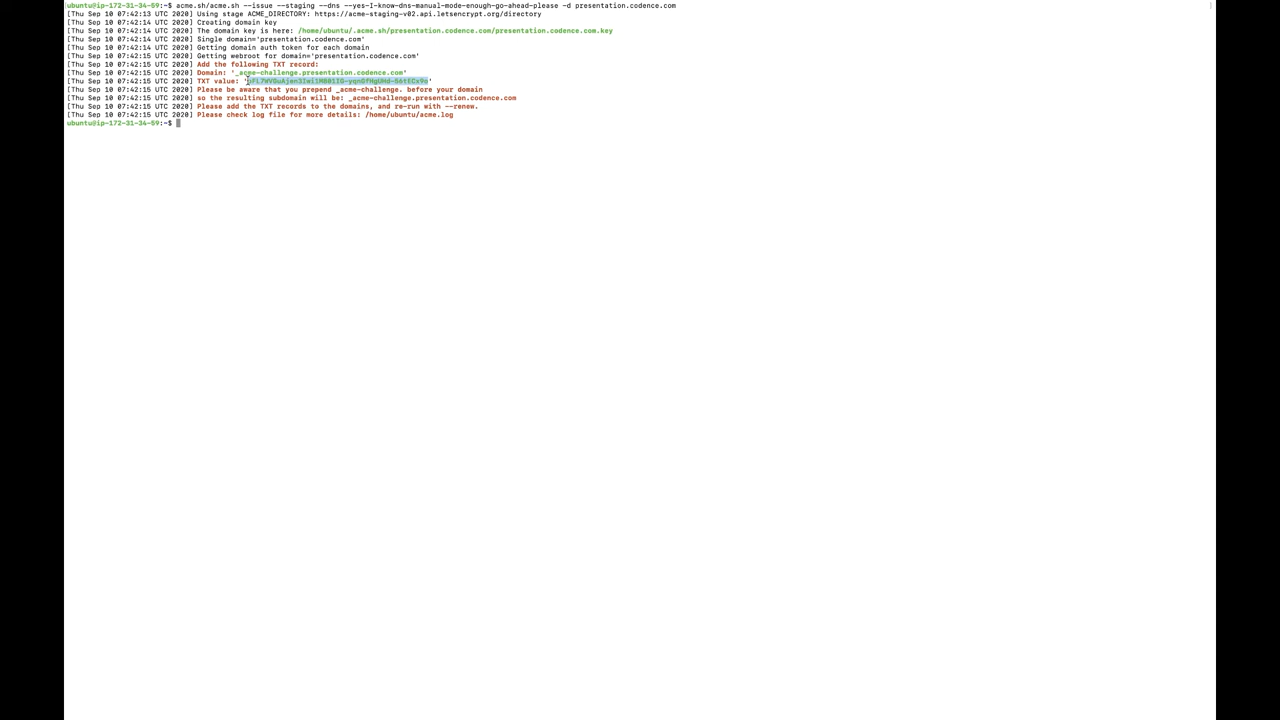 ubuntu@ip-172-31-34-59:~$ acme.sh/acme.sh --issue --staging --dns --yes-I-know-dns-manual-mode-enough-go-ahead-please -d presentation.codence.com
[Thu Sep 10 07:42:13 UTC 2020] Using stage ACME_DIRECTORY: https://acme-staging-v02.api.letsencrypt.org/directory
[Thu Sep 10 07:42:14 UTC 2020] Creating domain key
[Thu Sep 10 07:42:14 UTC 2020] The domain key is here: /home/ubuntu/.acme.sh/presentation.codence.com/presentation.codence.com.key
[Thu Sep 10 07:42:14 UTC 2020] Single domain='presentation.codence.com'
[Thu Sep 10 07:42:14 UTC 2020] Getting domain auth token for each domain
[Thu Sep 10 07:42:15 UTC 2020] Getting webroot for domain='presentation.codence.com'
[Thu Sep 10 07:42:15 UTC 2020] Add the following TXT record:
[Thu Sep 10 07:42:15 UTC 2020] Domain: '_acme-challenge.presentation.codence.com'
[Thu Sep 10 07:42:15 UTC 2020] TXT value: '
[Thu Sep 10 07:42:15 UTC 2020] Please be aware that you prepend _acme-challenge. before your domain
[Thu Sep 10 07:42:15 UTC 2020] so the resulting subdomain will be: _acme-challenge.presentation.codence.com
[Thu Sep 10 07:42:15 UTC 2020] Please add the TXT records to the domains, and re-run with --renew.
[Thu Sep 10 07:42:15 UTC 2020] Please check log file for more details: /home/ubuntu/acme.log
ubuntu@ip-172-31-34-59:~$